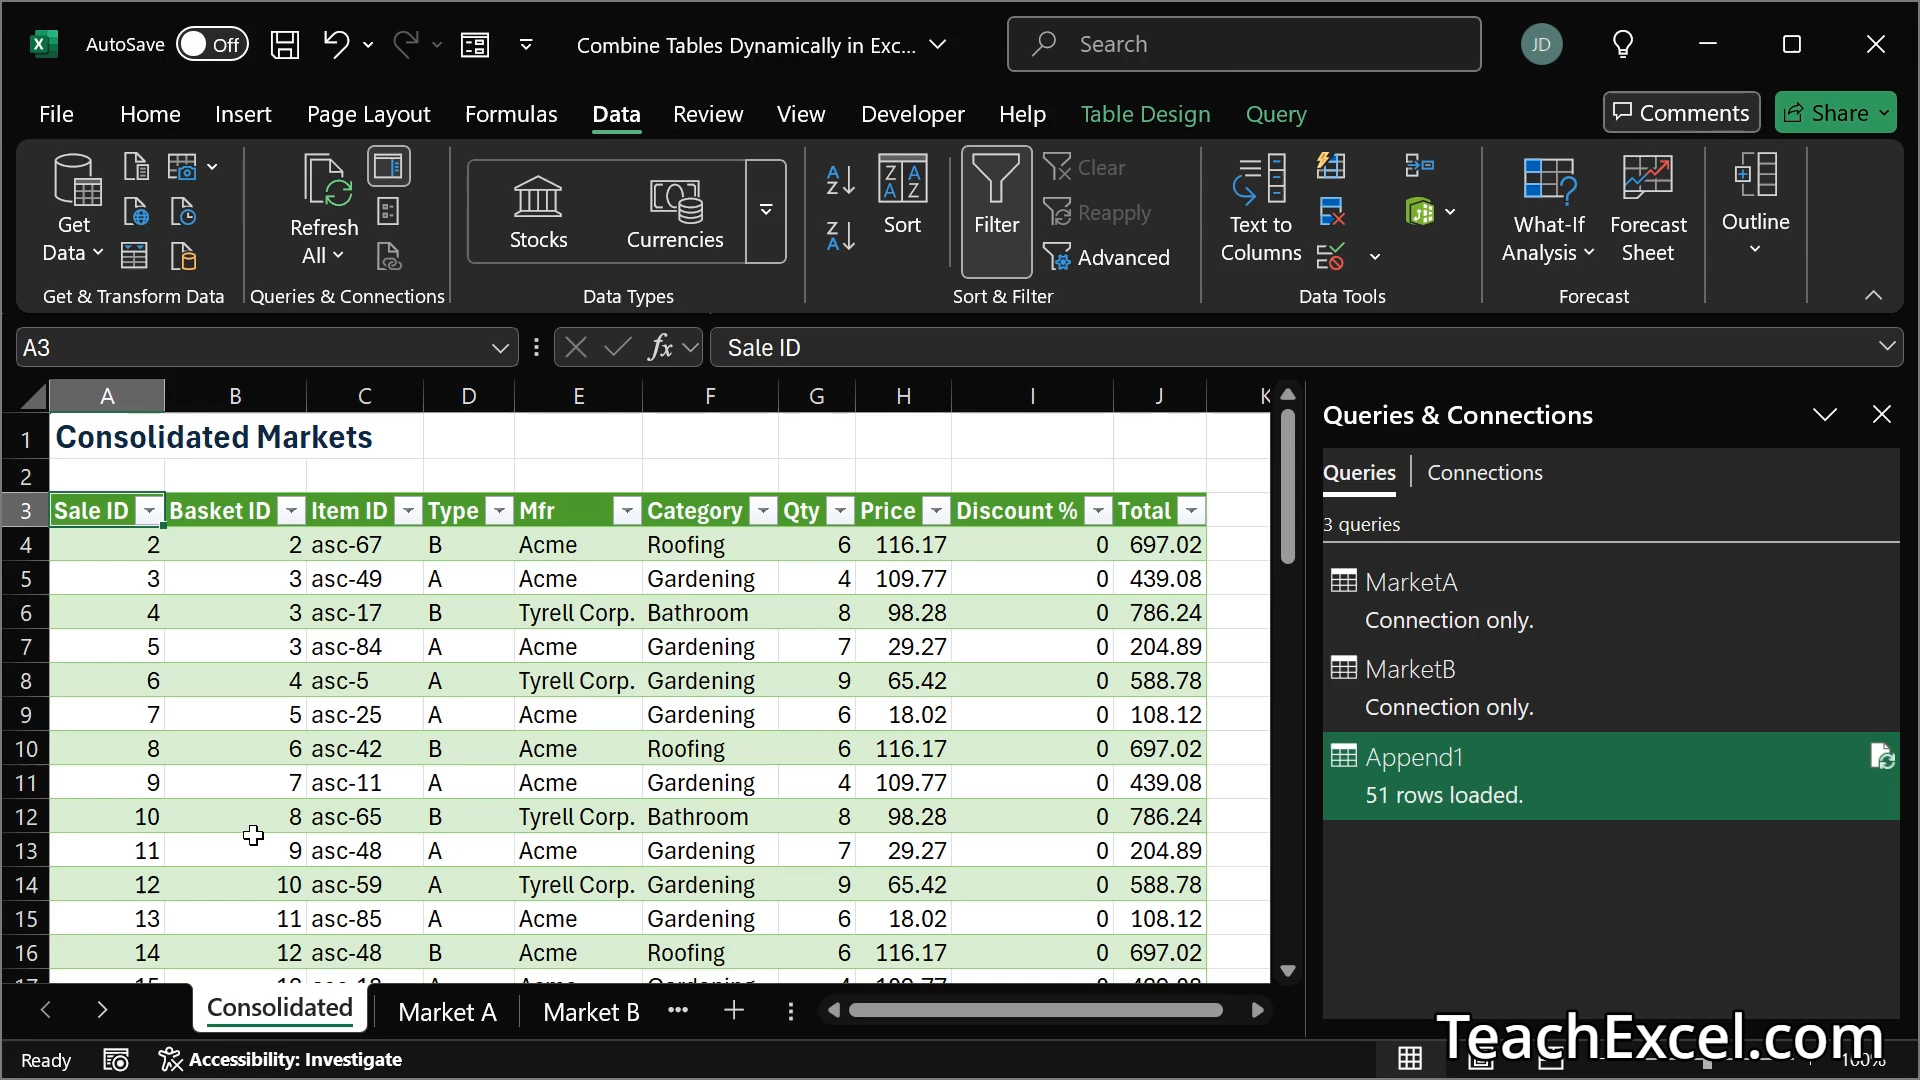 AutoSave Off Combine Tables Dynamically in Exc... Search JD
File Home Insert Page Layout Formulas Data Review View Developer Help Table Design Query Comments Share
Get Data
Refresh All
Stocks
Currencies
Sort
Filter
Clear
Reapply
Advanced
Text to Columns
What-If Analysis
Forecast Sheet
Outline
Get & Transform Data Queries & Connections Data Types Sort & Filter Data Tools Forecast
A3 fx Sale ID
A B C D E F G H I J K
1 Consolidated Markets
2
3 Sale ID Basket ID Item ID Type Mfr Category Qty Price Discount % Total
4 2 2 asc-67 B Acme Roofing 6 116.17 0 697.02
5 3 3 asc-49 A Acme Gardening 4 109.77 0 439.08
6 4 3 asc-17 B Tyrell Corp. Bathroom 8 98.28 0 786.24
7 5 3 asc-84 A Acme Gardening 7 29.27 0 204.89
8 6 4 asc-5 A Tyrell Corp. Gardening 9 65.42 0 588.78
9 7 5 asc-25 A Acme Gardening 6 18.02 0 108.12
10 8 6 asc-42 B Acme Roofing 6 116.17 0 697.02
11 9 7 asc-11 A Acme Gardening 4 109.77 0 439.08
12 10 8 asc-65 B Tyrell Corp. Bathroom 8 98.28 0 786.24
13 11 9 asc-48 A Acme Gardening 7 29.27 0 204.89
14 12 10 asc-59 A Tyrell Corp. Gardening 9 65.42 0 588.78
15 13 11 asc-85 A Acme Gardening 6 18.02 0 108.12
16 14 12 asc-48 B Acme Roofing 6 116.17 0 697.02
Consolidated Market A Market B
Queries & Connections
Queries Connections
3 queries
MarketA
Connection only.
MarketB
Connection only.
Append1
51 rows loaded.
TeachExcel.com
Ready Accessibility: Investigate 100%